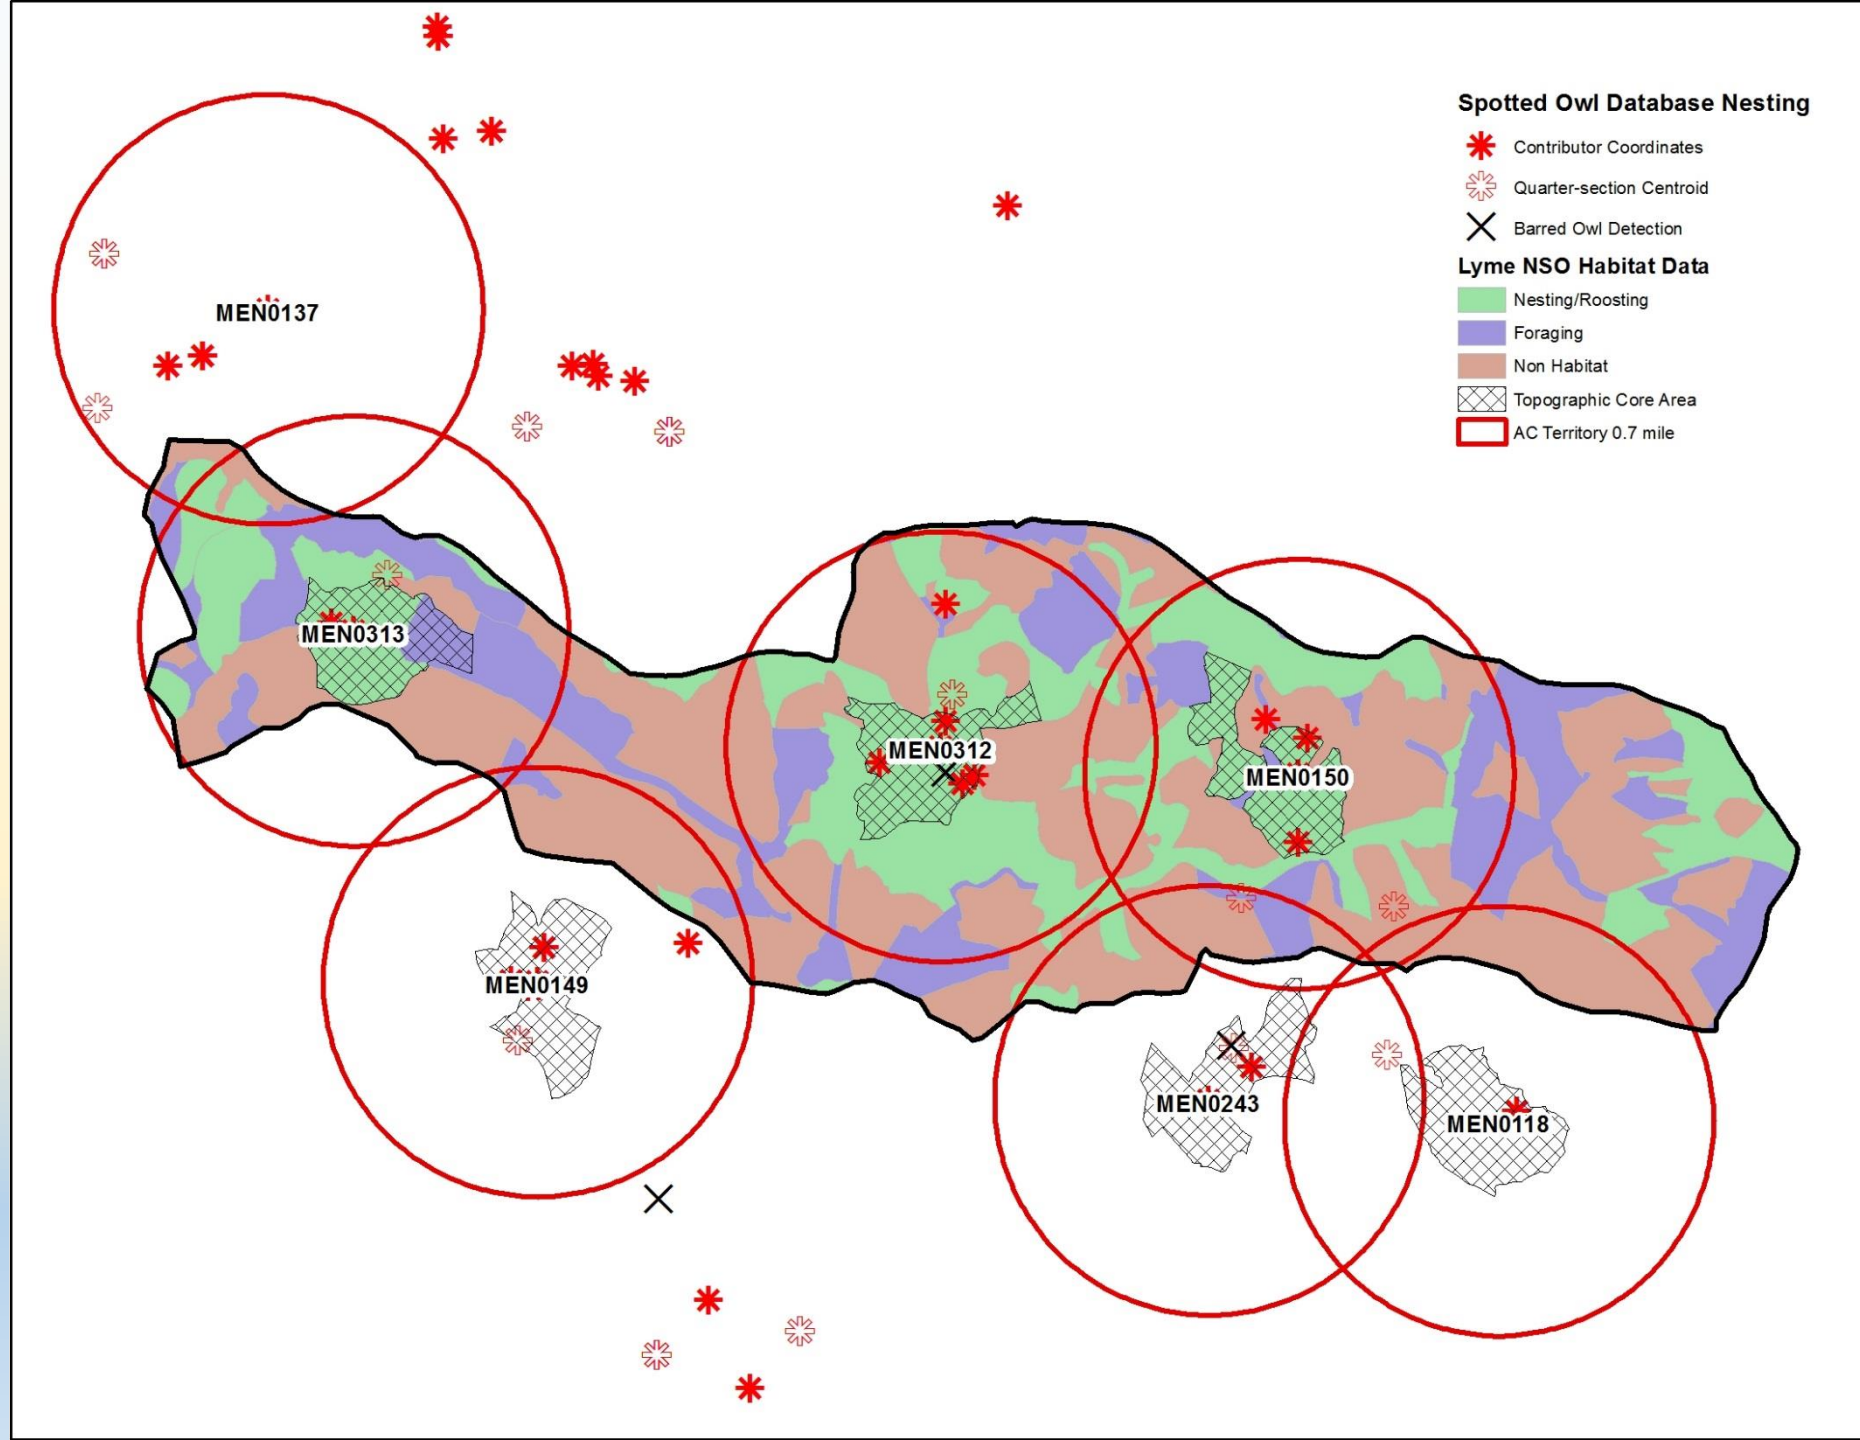 Spotted Owl Database Nesting
Contributor Coordinates
Quarter-section Centroid
Barred Owl Detection
Lyme NSO Habitat Data
Nesting/Roosting
Foraging
Non Habitat
Topographic Core Area
AC Territory 0.7 mile
MEN0137
MEN0313
MEN0312
MEN0150
MEN0149
MEN0243
MEN0118